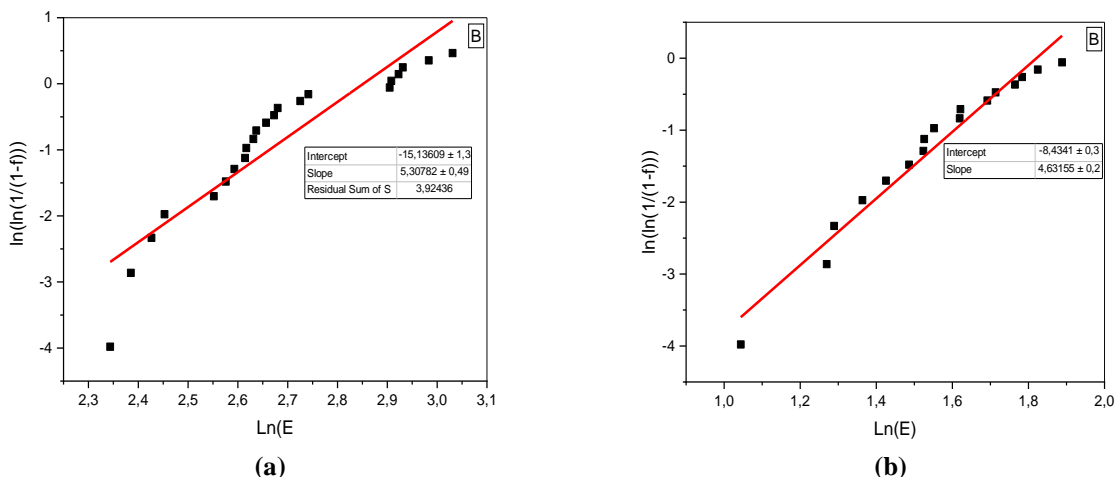 B
ln(ln(1/(1-f)))
1
0
-1
-2
-3
-4
Intercept -15,13609 ± 1,3
Slope 5,30782 ± 0,49
Residual Sum of S 3,92436
2,3 2,4 2,5 2,6 2,7 2,8 2,9 3,0 3,1
Ln(E
(a)
B
ln(ln(1/(1-f)))
0
-1
-2
-3
-4
Intercept -8,4341 ± 0,3
Slope 4,63155 ± 0,2
1,0 1,2 1,4 1,6 1,8 2,0
Ln(E)
(b)